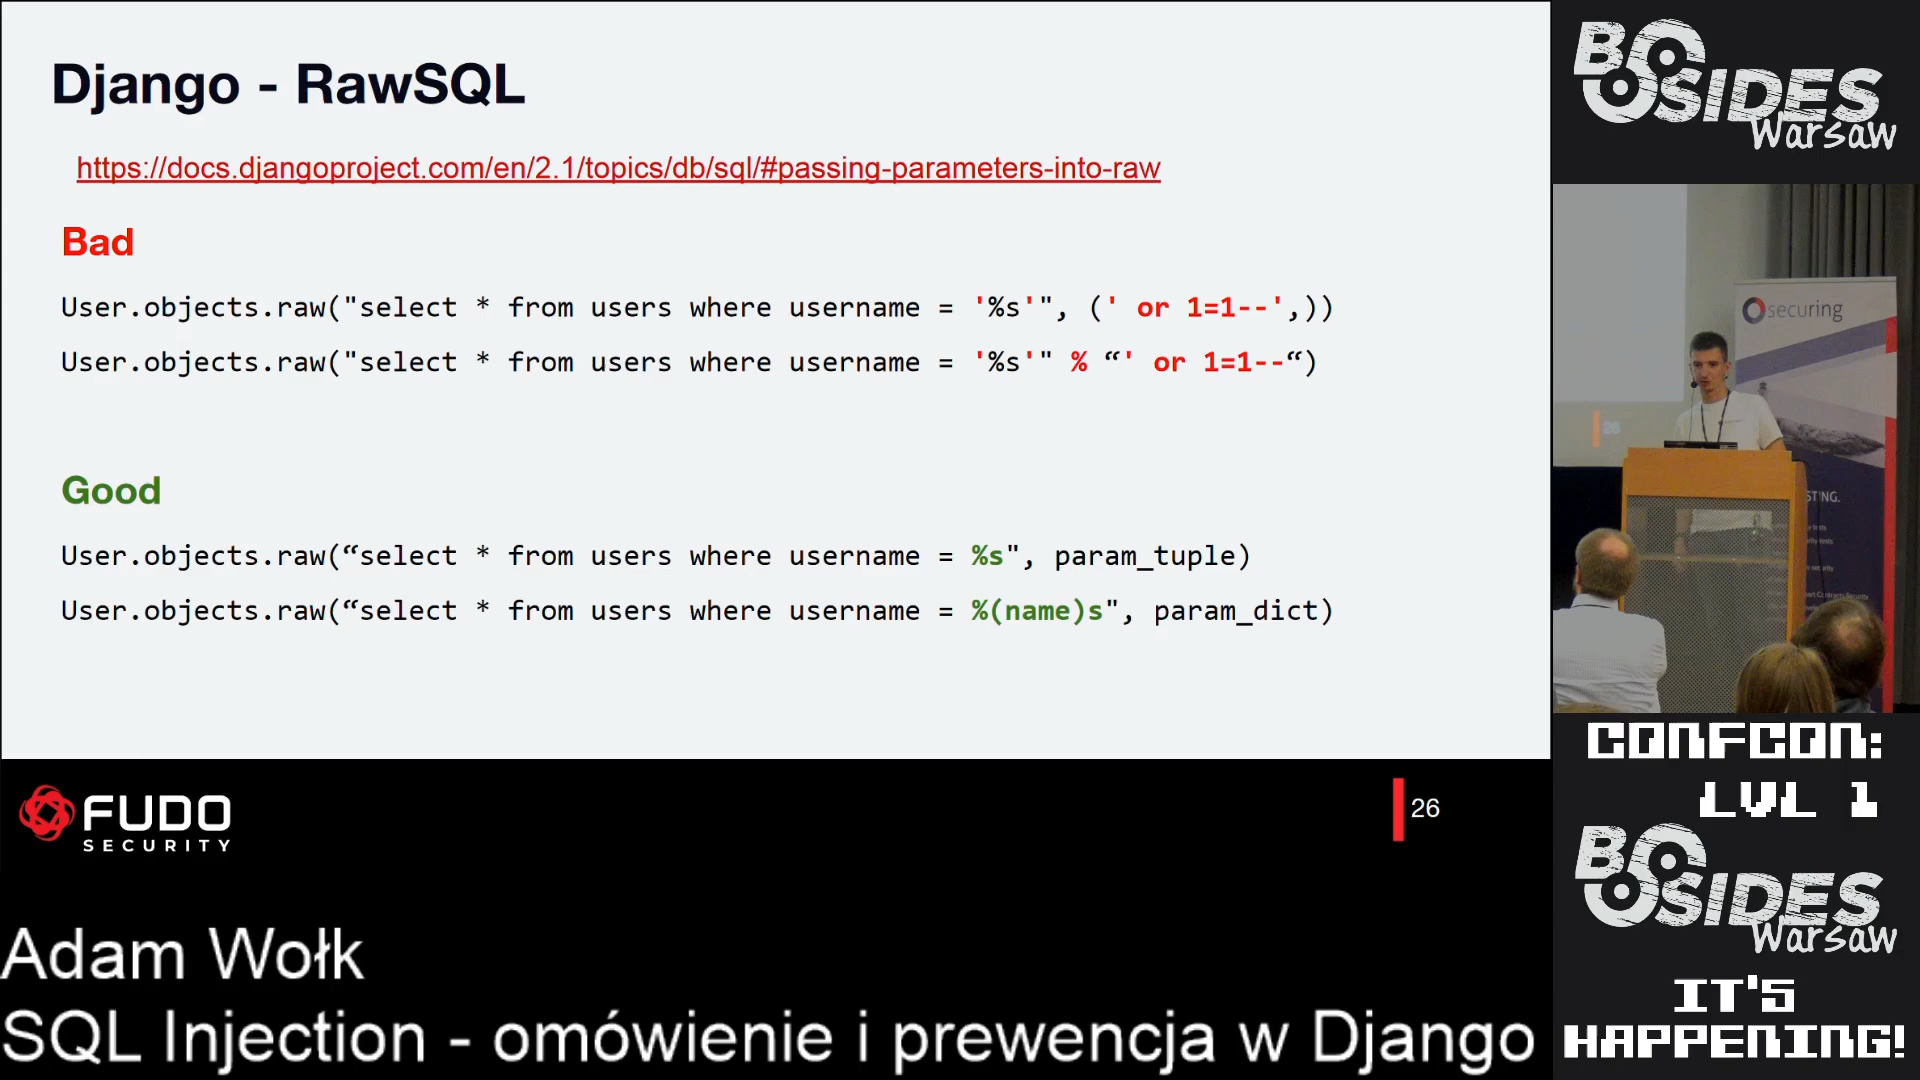 Django - RawSQL
https://docs.djangoproject.com/en/2.1/topics/db/sql/#passing-parameters-into-raw
Bad
User.objects.raw("select * from users where username = '%s'", (' or 1=1--',))
User.objects.raw("select * from users where username = '%s'" % “' or 1=1--“)
Good
User.objects.raw(“select * from users where username = %s", param_tuple)
User.objects.raw(“select * from users where username = %(name)s", param_dict)
FUDO
SECURITY
26
Adam Wołk
SQL Injection - omówienie i prewencja w Django
BSIDES
Warsaw
securing
26
CONFCON:
LVL 1
BSIDES
Warsaw
IT'S
HAPPENING!